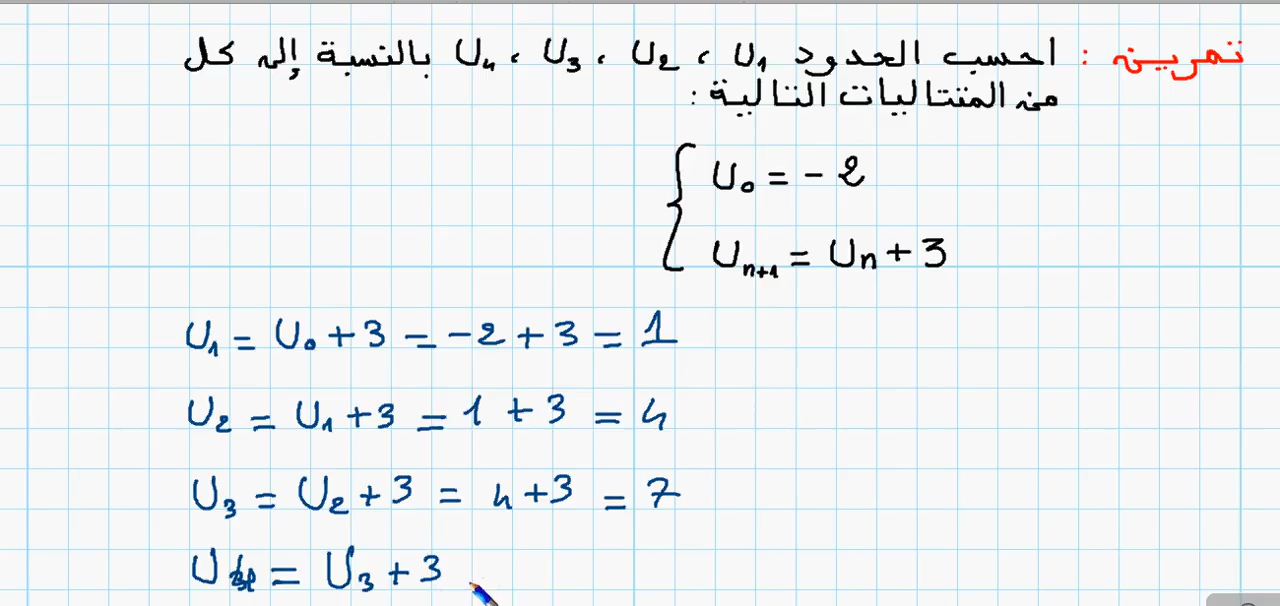 تمرين : احسب الحدود U₁ ، U₂ ، U₃ ، U₄ بالنسبة إلى كل
من المتتاليات التالية :
{ U₀ = - 2
Uₙ₊₁ = Uₙ + 3
U₁ = U₀ + 3 = -2 + 3 = 1
U₂ = U₁ + 3 = 1 + 3 = 4
U₃ = U₂ + 3 = 4 + 3 = 7
U = U₃ + 3